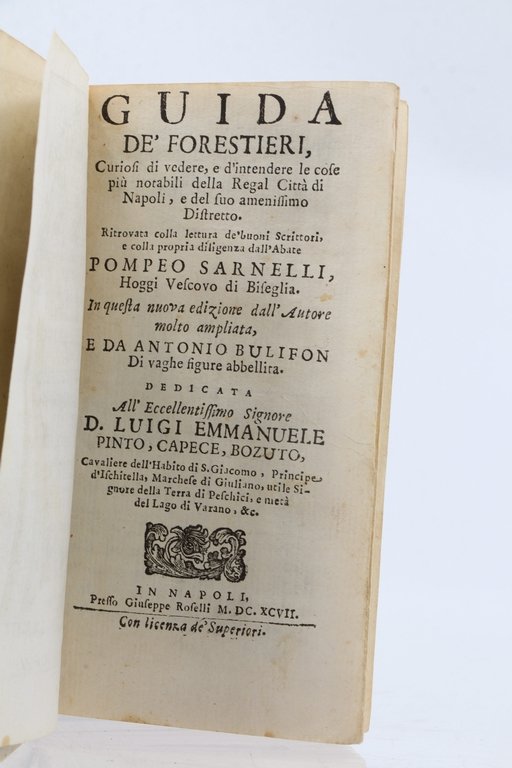 GUIDA
DE' FORESTIERI,
Curiosi di vedere, e d'intendere le cose
più notabili della Regal Città di
Napoli, e del suo amenissimo
Distretto.
Ritrovata colla lettura de'buoni Scrittori,
e colla propria diligenza dall'Abate
POMPEO SARNELLI,
Hoggi Vescovo di Biseglia.
In questa nuova edizione dall'Autore
molto ampliata,
E DA ANTONIO BULIFON
Di vaghe figure abbellita.
DEDICATA
All' Eccellentissimo Signore
D. LUIGI EMMANUELE
PINTO, CAPECE, BOZUTO,
Cavaliere dell'Habito di S. Giacomo, Principe
d'Ischitella, Marchese di Giuliano, utile Si-
gnore della Terra di Peschici, e metà
del Lago di Varano, &c.
IN NAPOLI,
Presso Giuseppe Roselli M. DC. XCVII.
Con licenza de' Superiori.